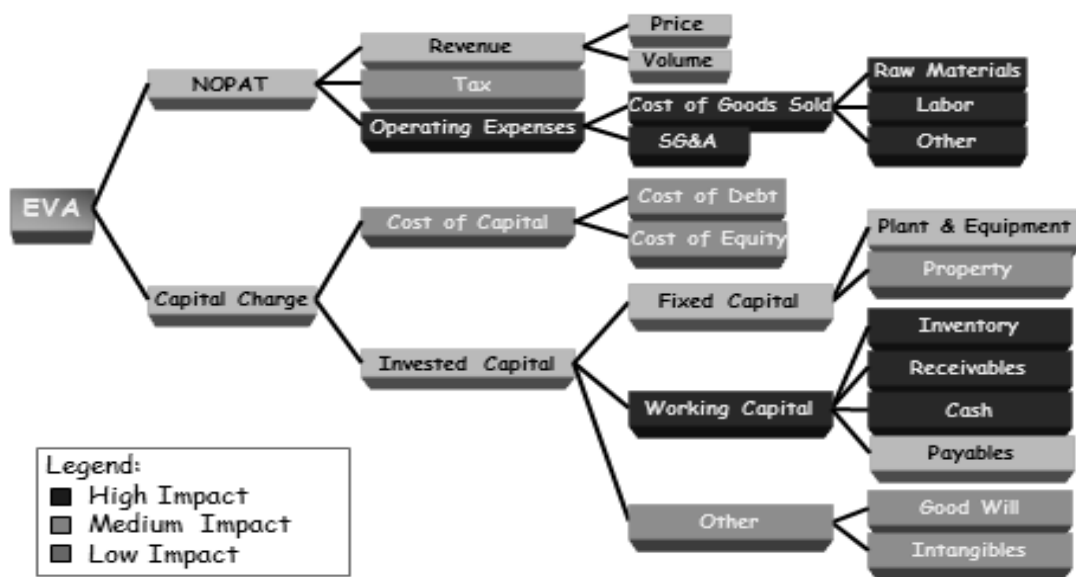 Price
Revenue
Volume
Raw Materials
NOPAT
Tax
Cost of Goods Sold
Labor
Operating Expenses
SG&A
Other
EVA
Cost of Debt
Cost of Capital
Cost of Equity
Plant & Equipment
Property
Capital Charge
Fixed Capital
Inventory
Invested Capital
Receivables
Working Capital
Cash
Payables
Legend:
High Impact
Medium Impact
Low Impact
Other
Good Will
Intangibles